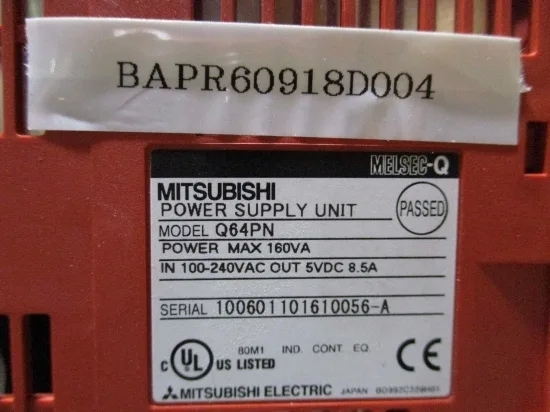 BAPR60918D004
MELSEC-Q
MITSUBISHI
POWER SUPPLY UNIT
PASSED
MODEL Q64PN
POWER MAX 160VA
IN 100-240VAC OUT 5VDC 8.5A
SERIAL 100601101610056-A
C UL US LISTED
80M1 IND. CONT. EQ.
CE
MITSUBISHI ELECTRIC JAPAN